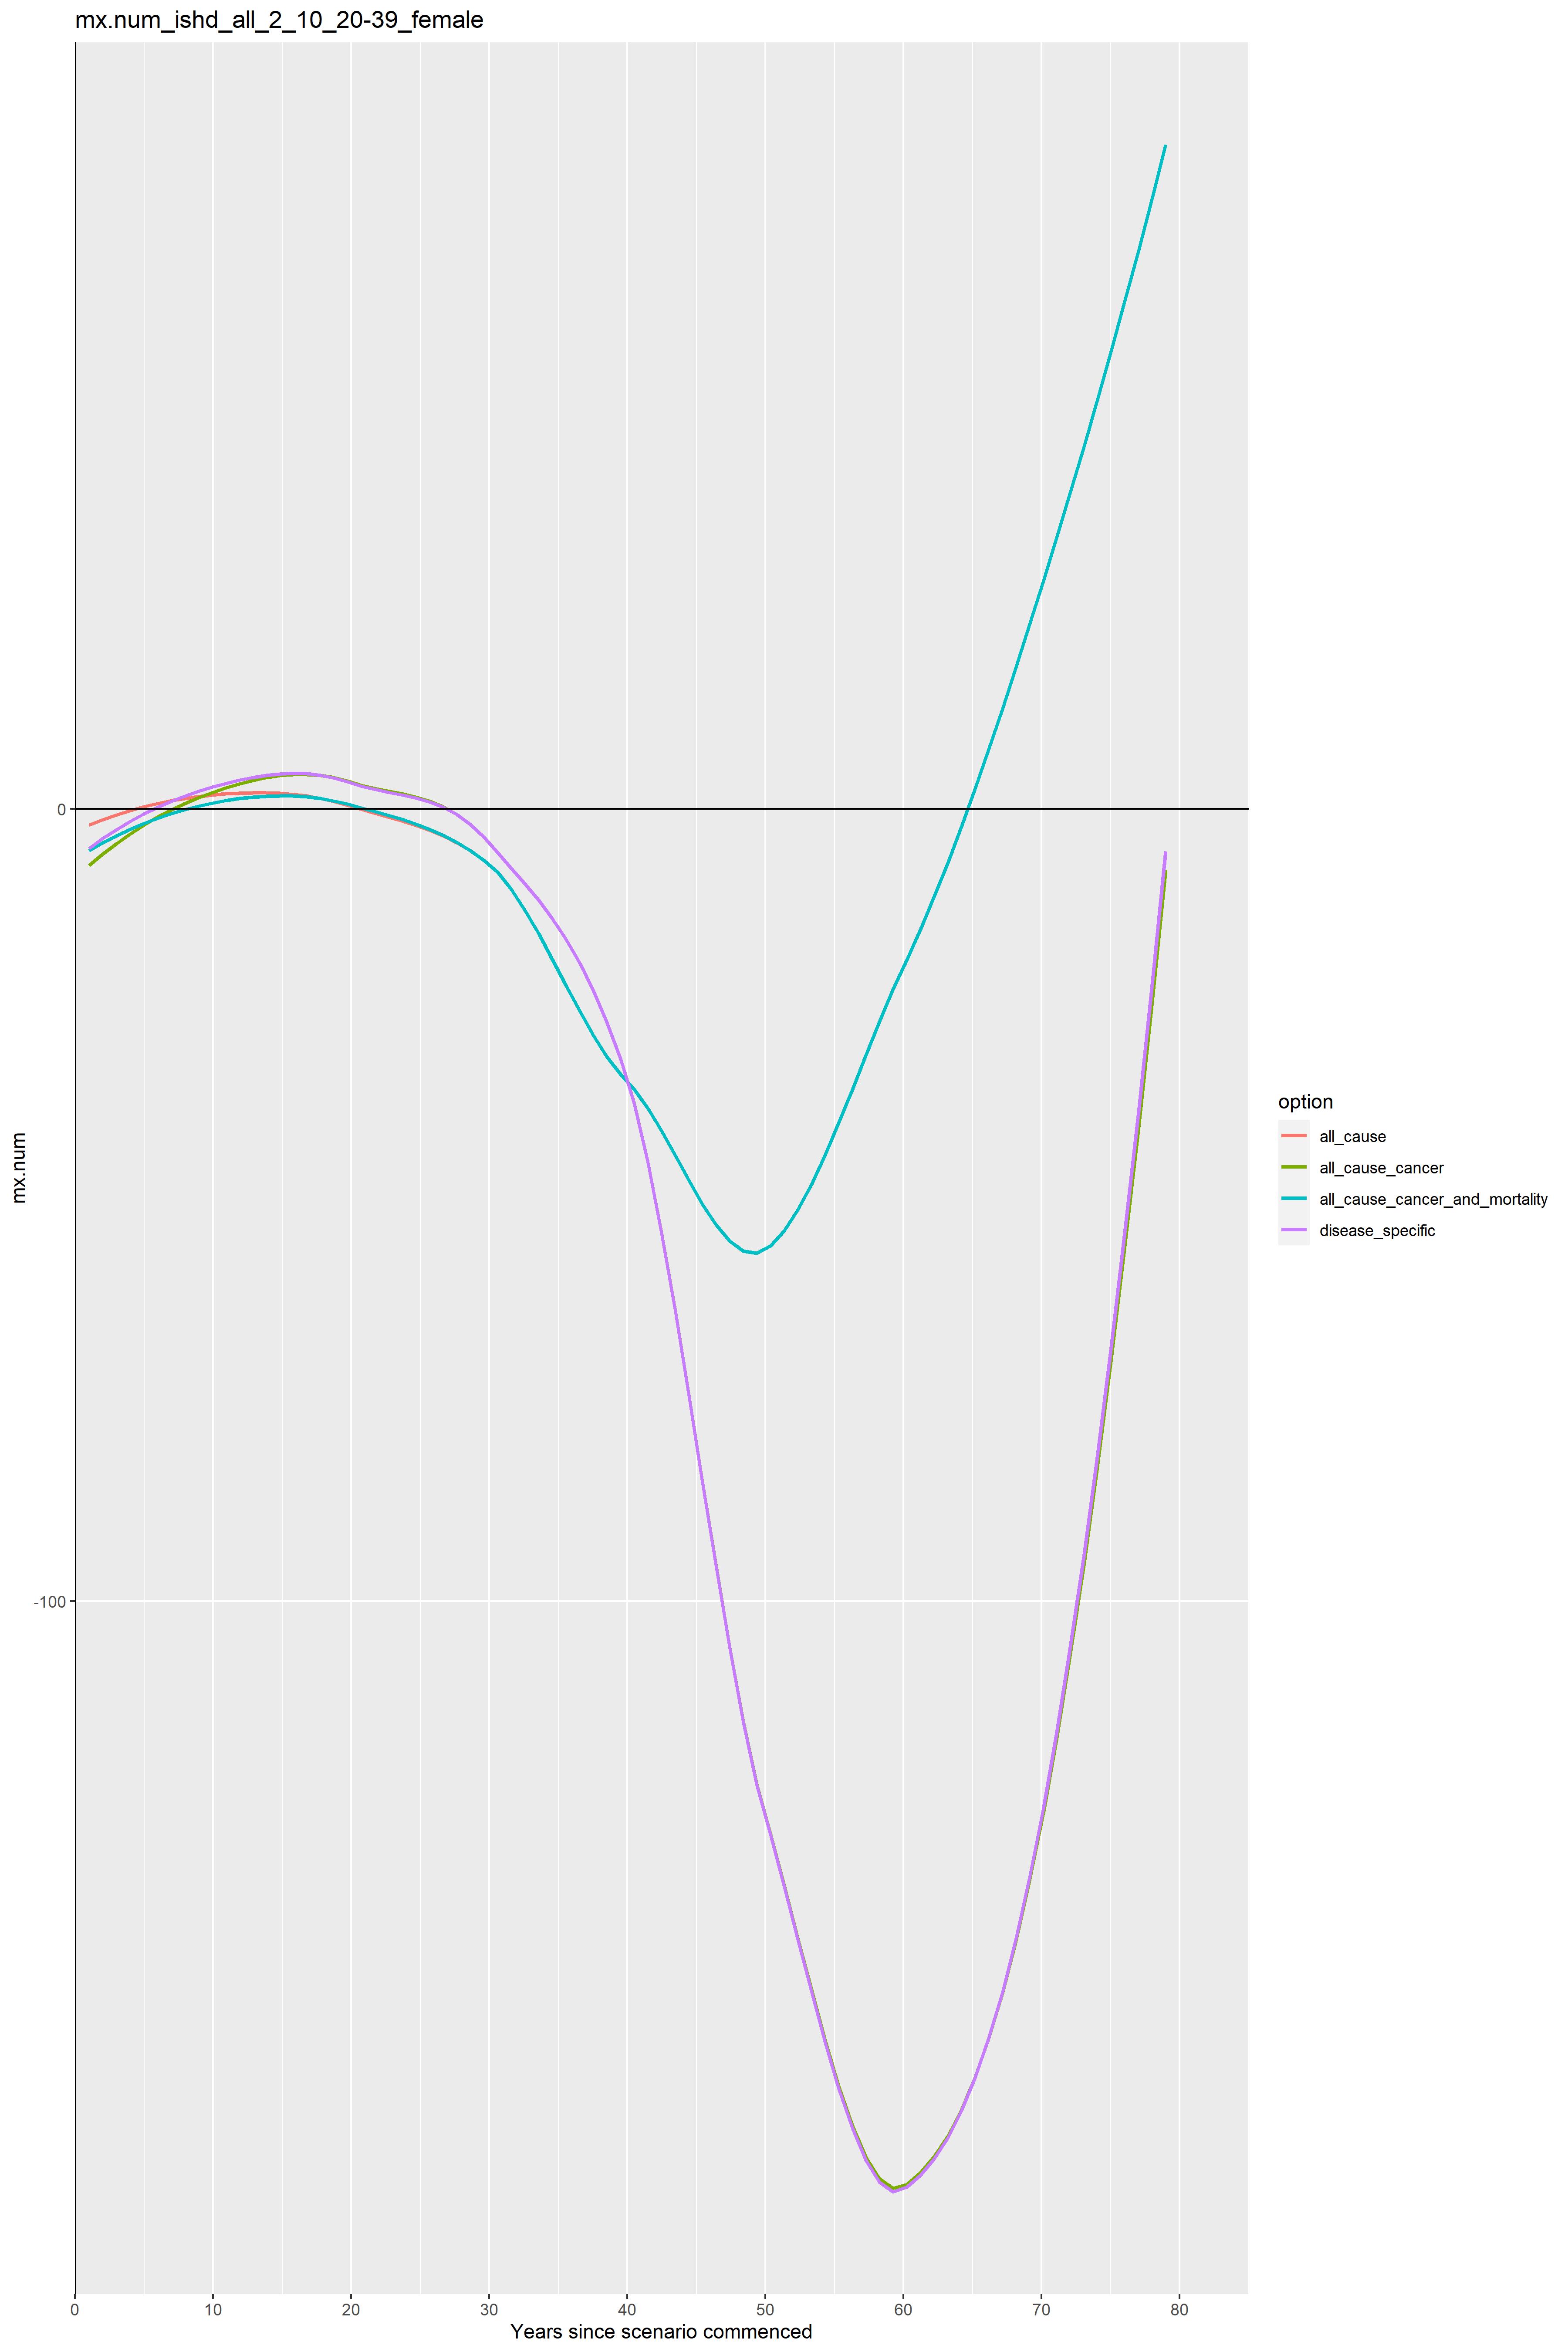 mx.num_ishd_all_2_10_20-39_female
mx.num
0
-100
0 10 20 30 40 50 60 70 80
Years since scenario commenced
option
all_cause
all_cause_cancer
all_cause_cancer_and_mortality
disease_specific